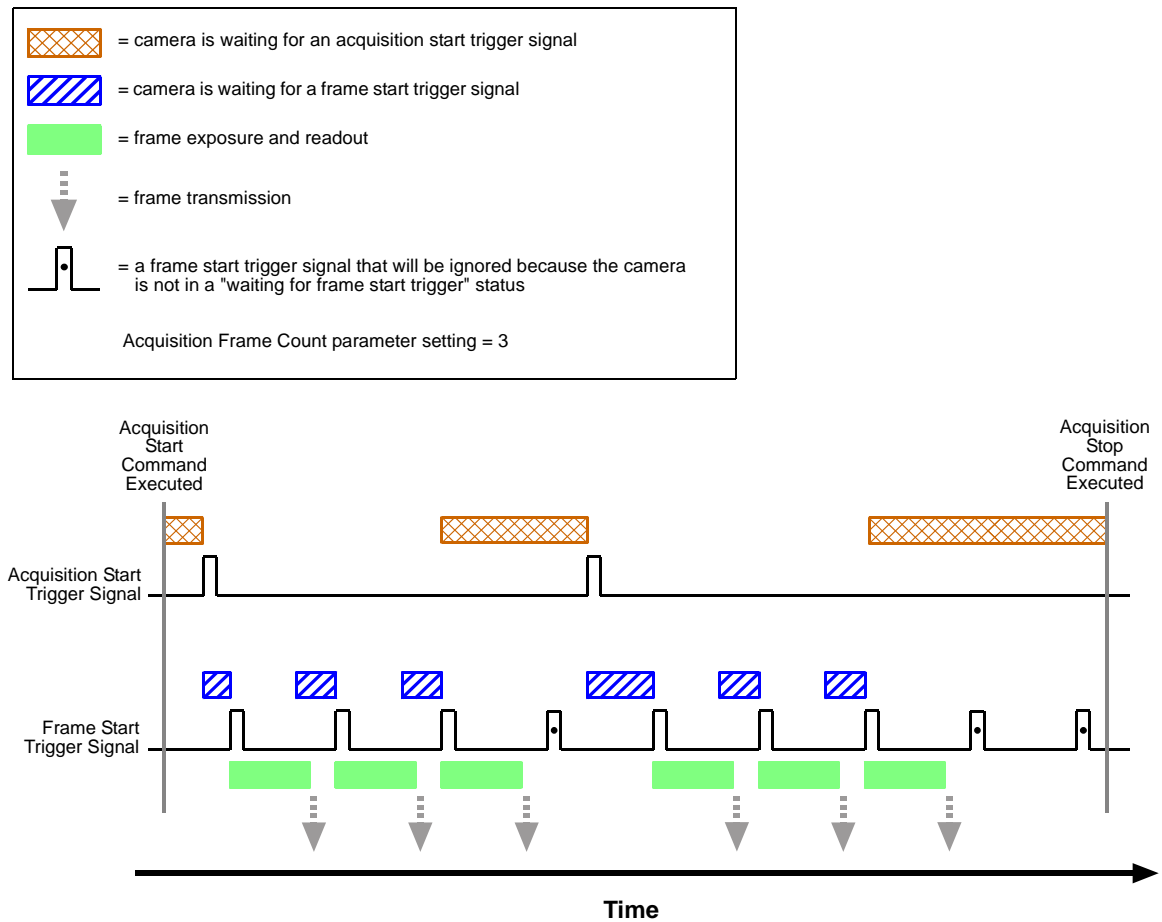 = camera is waiting for an acquisition start trigger signal
= camera is waiting for a frame start trigger signal
= frame exposure and readout
= frame transmission
= a frame start trigger signal that will be ignored because the camera
is not in a "waiting for frame start trigger" status
Acquisition Frame Count parameter setting = 3
Acquisition
Start
Command
Executed
Acquisition
Stop
Command
Executed
Acquisition Start
Trigger Signal
Frame Start
Trigger Signal
Time